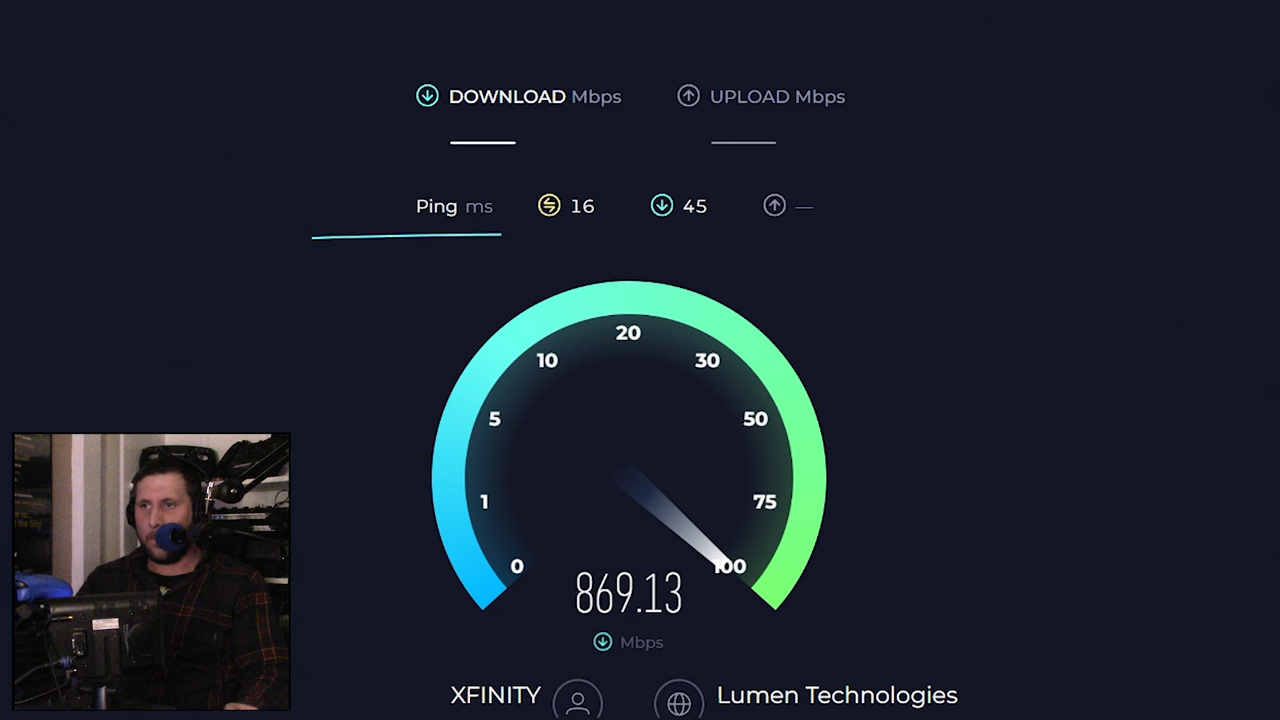 DOWNLOAD Mbps UPLOAD Mbps
Ping ms 16 45 —
20
10 30
5 50
1 75
0 100
869.13
Mbps
XFINITY Lumen Technologies